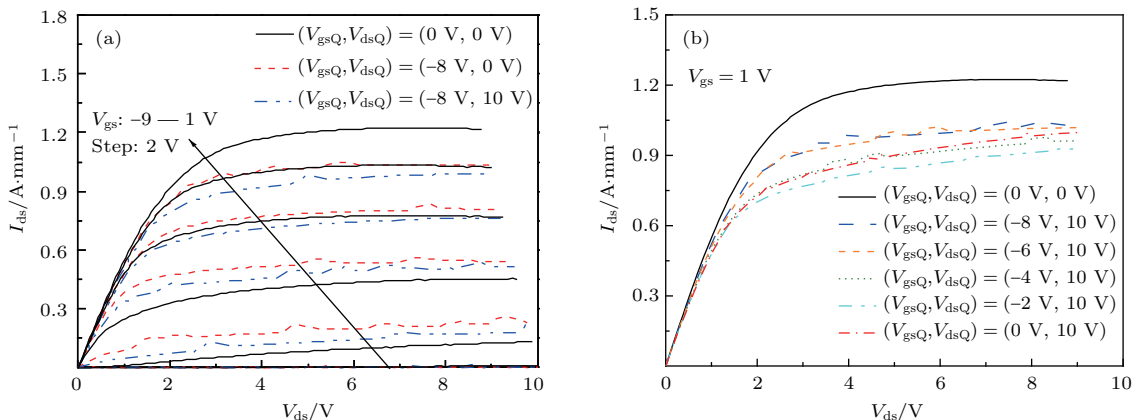 (a)
(VgsQ,VdsQ) = (0 V, 0 V)
(VgsQ,VdsQ) = (–8 V, 0 V)
(VgsQ,VdsQ) = (–8 V, 10 V)
Vgs: –9 — 1 V
Step: 2 V
1.8
1.5
1.2
0.9
0.6
0.3
Ids/A·mm−1
0
2
4
6
8
10
Vds/V
(b)
Vgs = 1 V
(VgsQ,VdsQ) = (0 V, 0 V)
(VgsQ,VdsQ) = (–8 V, 10 V)
(VgsQ,VdsQ) = (–6 V, 10 V)
(VgsQ,VdsQ) = (–4 V, 10 V)
(VgsQ,VdsQ) = (–2 V, 10 V)
(VgsQ,VdsQ) = (0 V, 10 V)
1.5
1.2
0.9
0.6
0.3
Ids/A·mm−1
0
2
4
6
8
10
Vds/V